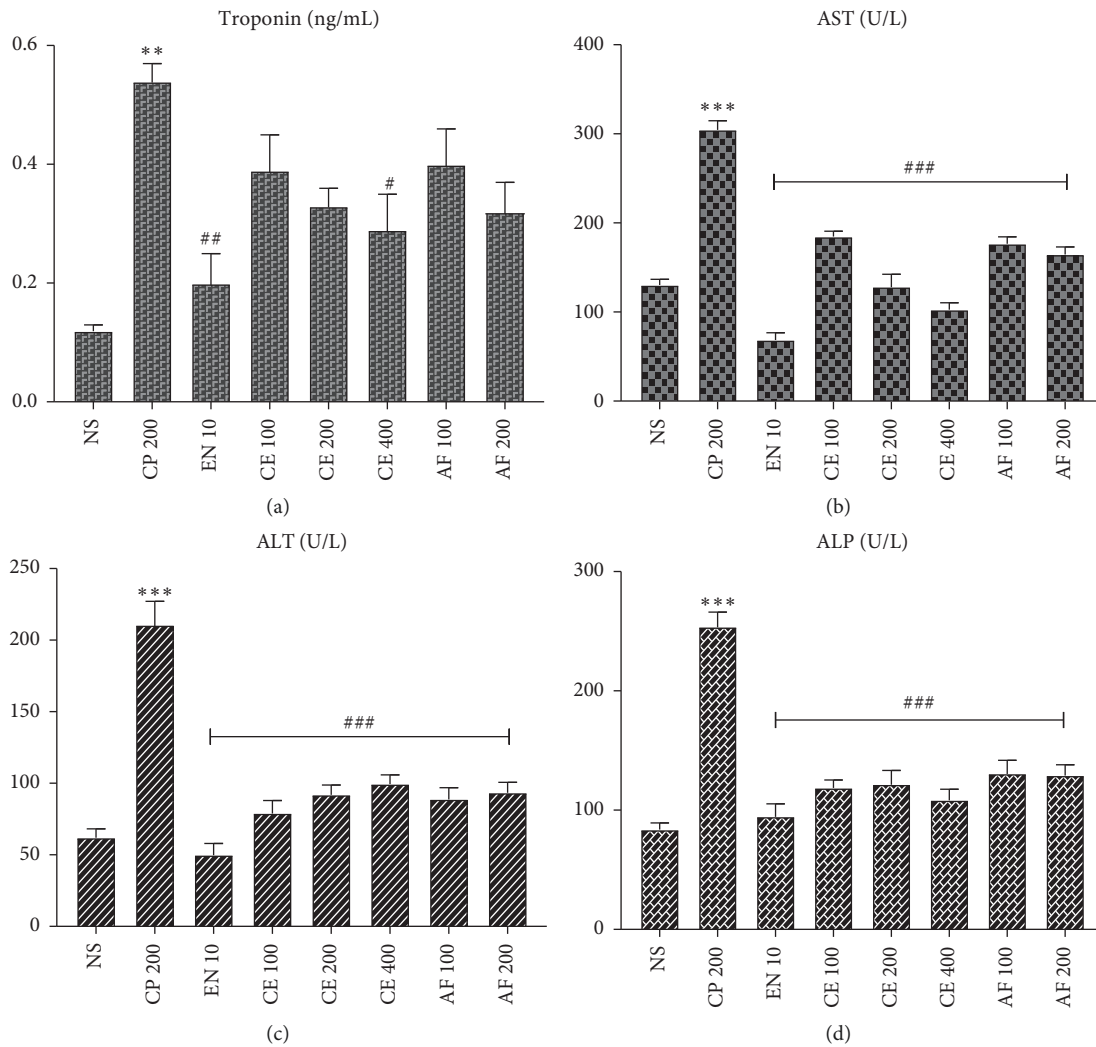 Troponin (ng/mL)
0.6
0.4
0.2
0.0
**
##
#
NS
CP 200
EN 10
CE 100
CE 200
CE 400
AF 100
AF 200
(a)
AST (U/L)
400
300
200
100
0
***
###
NS
CP 200
EN 10
CE 100
CE 200
CE 400
AF 100
AF 200
(b)
ALT (U/L)
250
200
150
100
50
0
***
###
NS
CP 200
EN 10
CE 100
CE 200
CE 400
AF 100
AF 200
(c)
ALP (U/L)
300
200
100
0
***
###
NS
CP 200
EN 10
CE 100
CE 200
CE 400
AF 100
AF 200
(d)